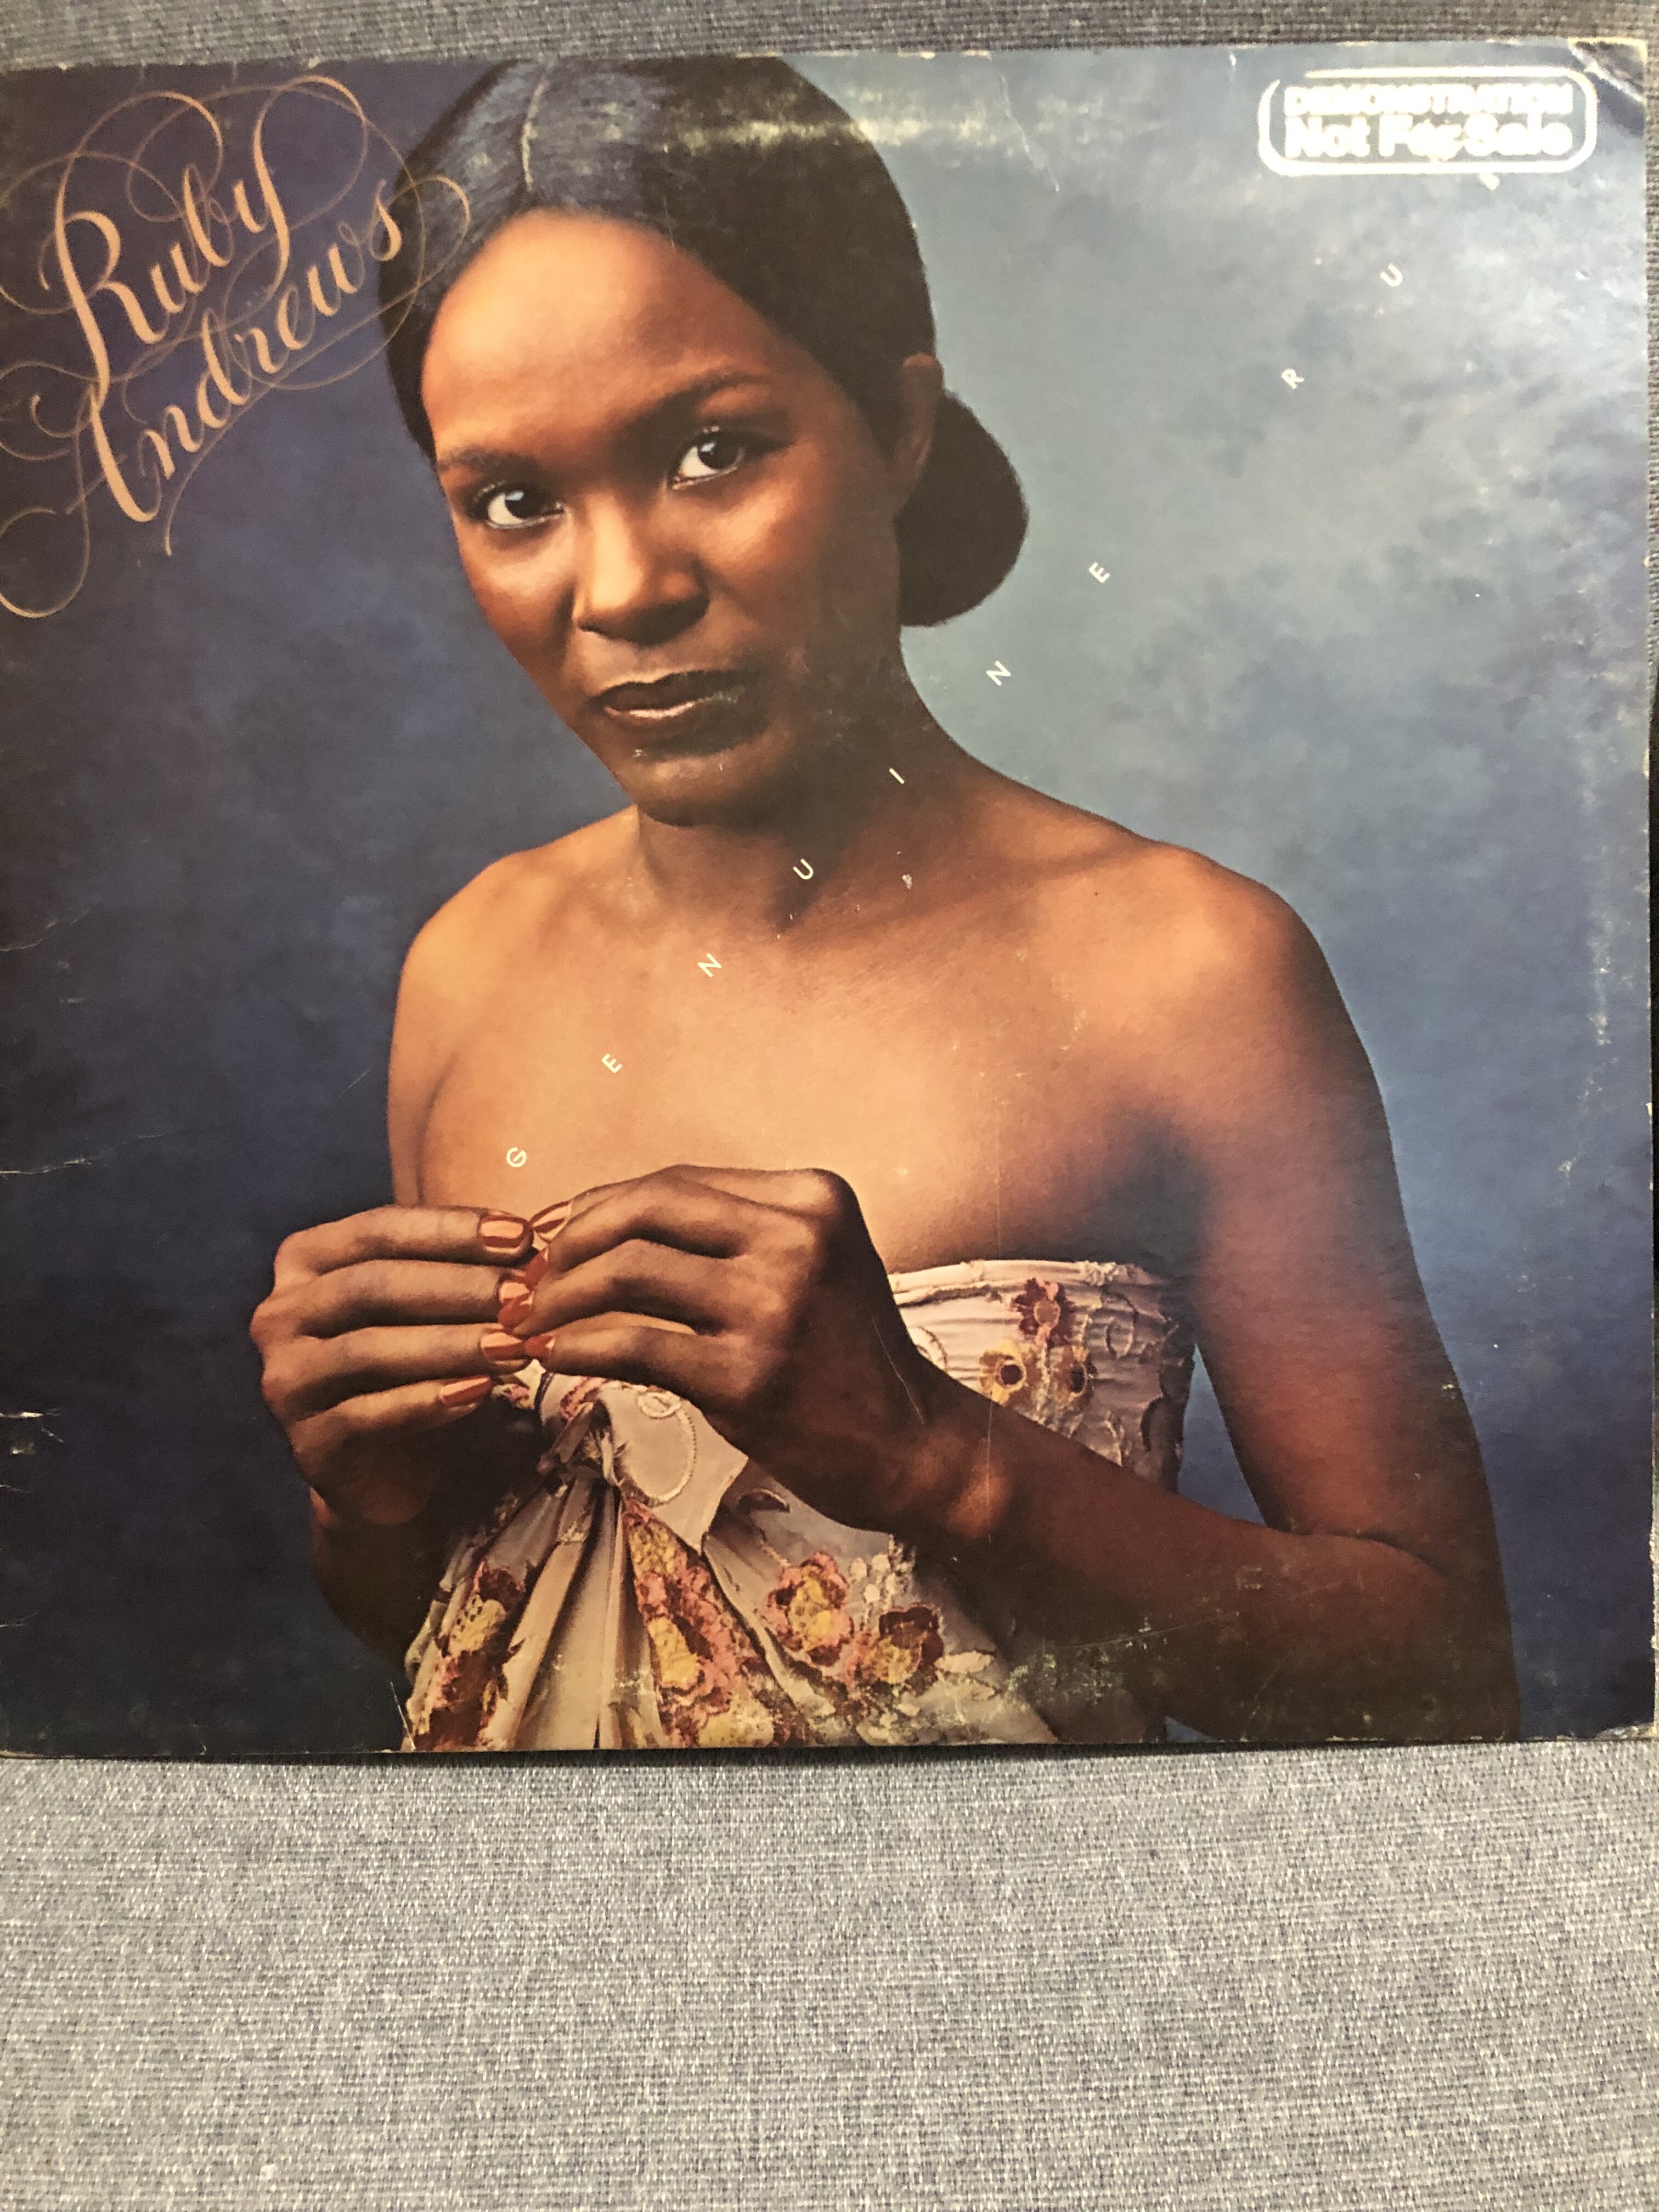 Ruby
Andrews
DEMONSTRATION
Not For Sale
GENUINE RU